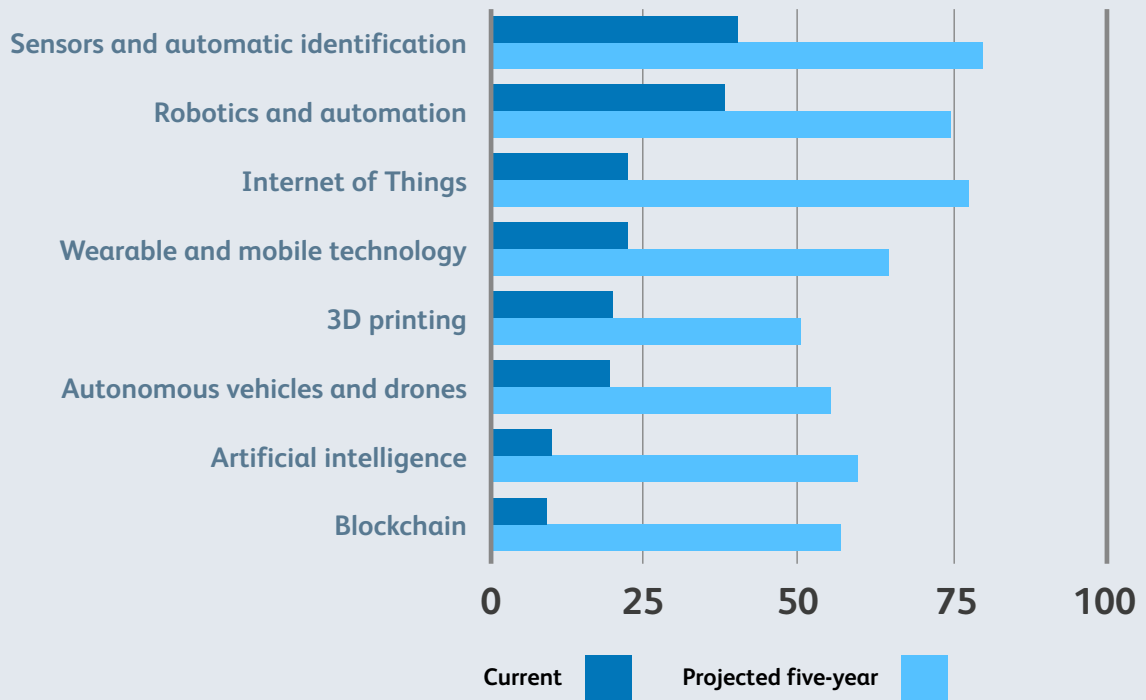 Sensors and automatic identification
Robotics and automation
Internet of Things
Wearable and mobile technology
3D printing
Autonomous vehicles and drones
Artificial intelligence
Blockchain
0 25 50 75 100
Current Projected five-year